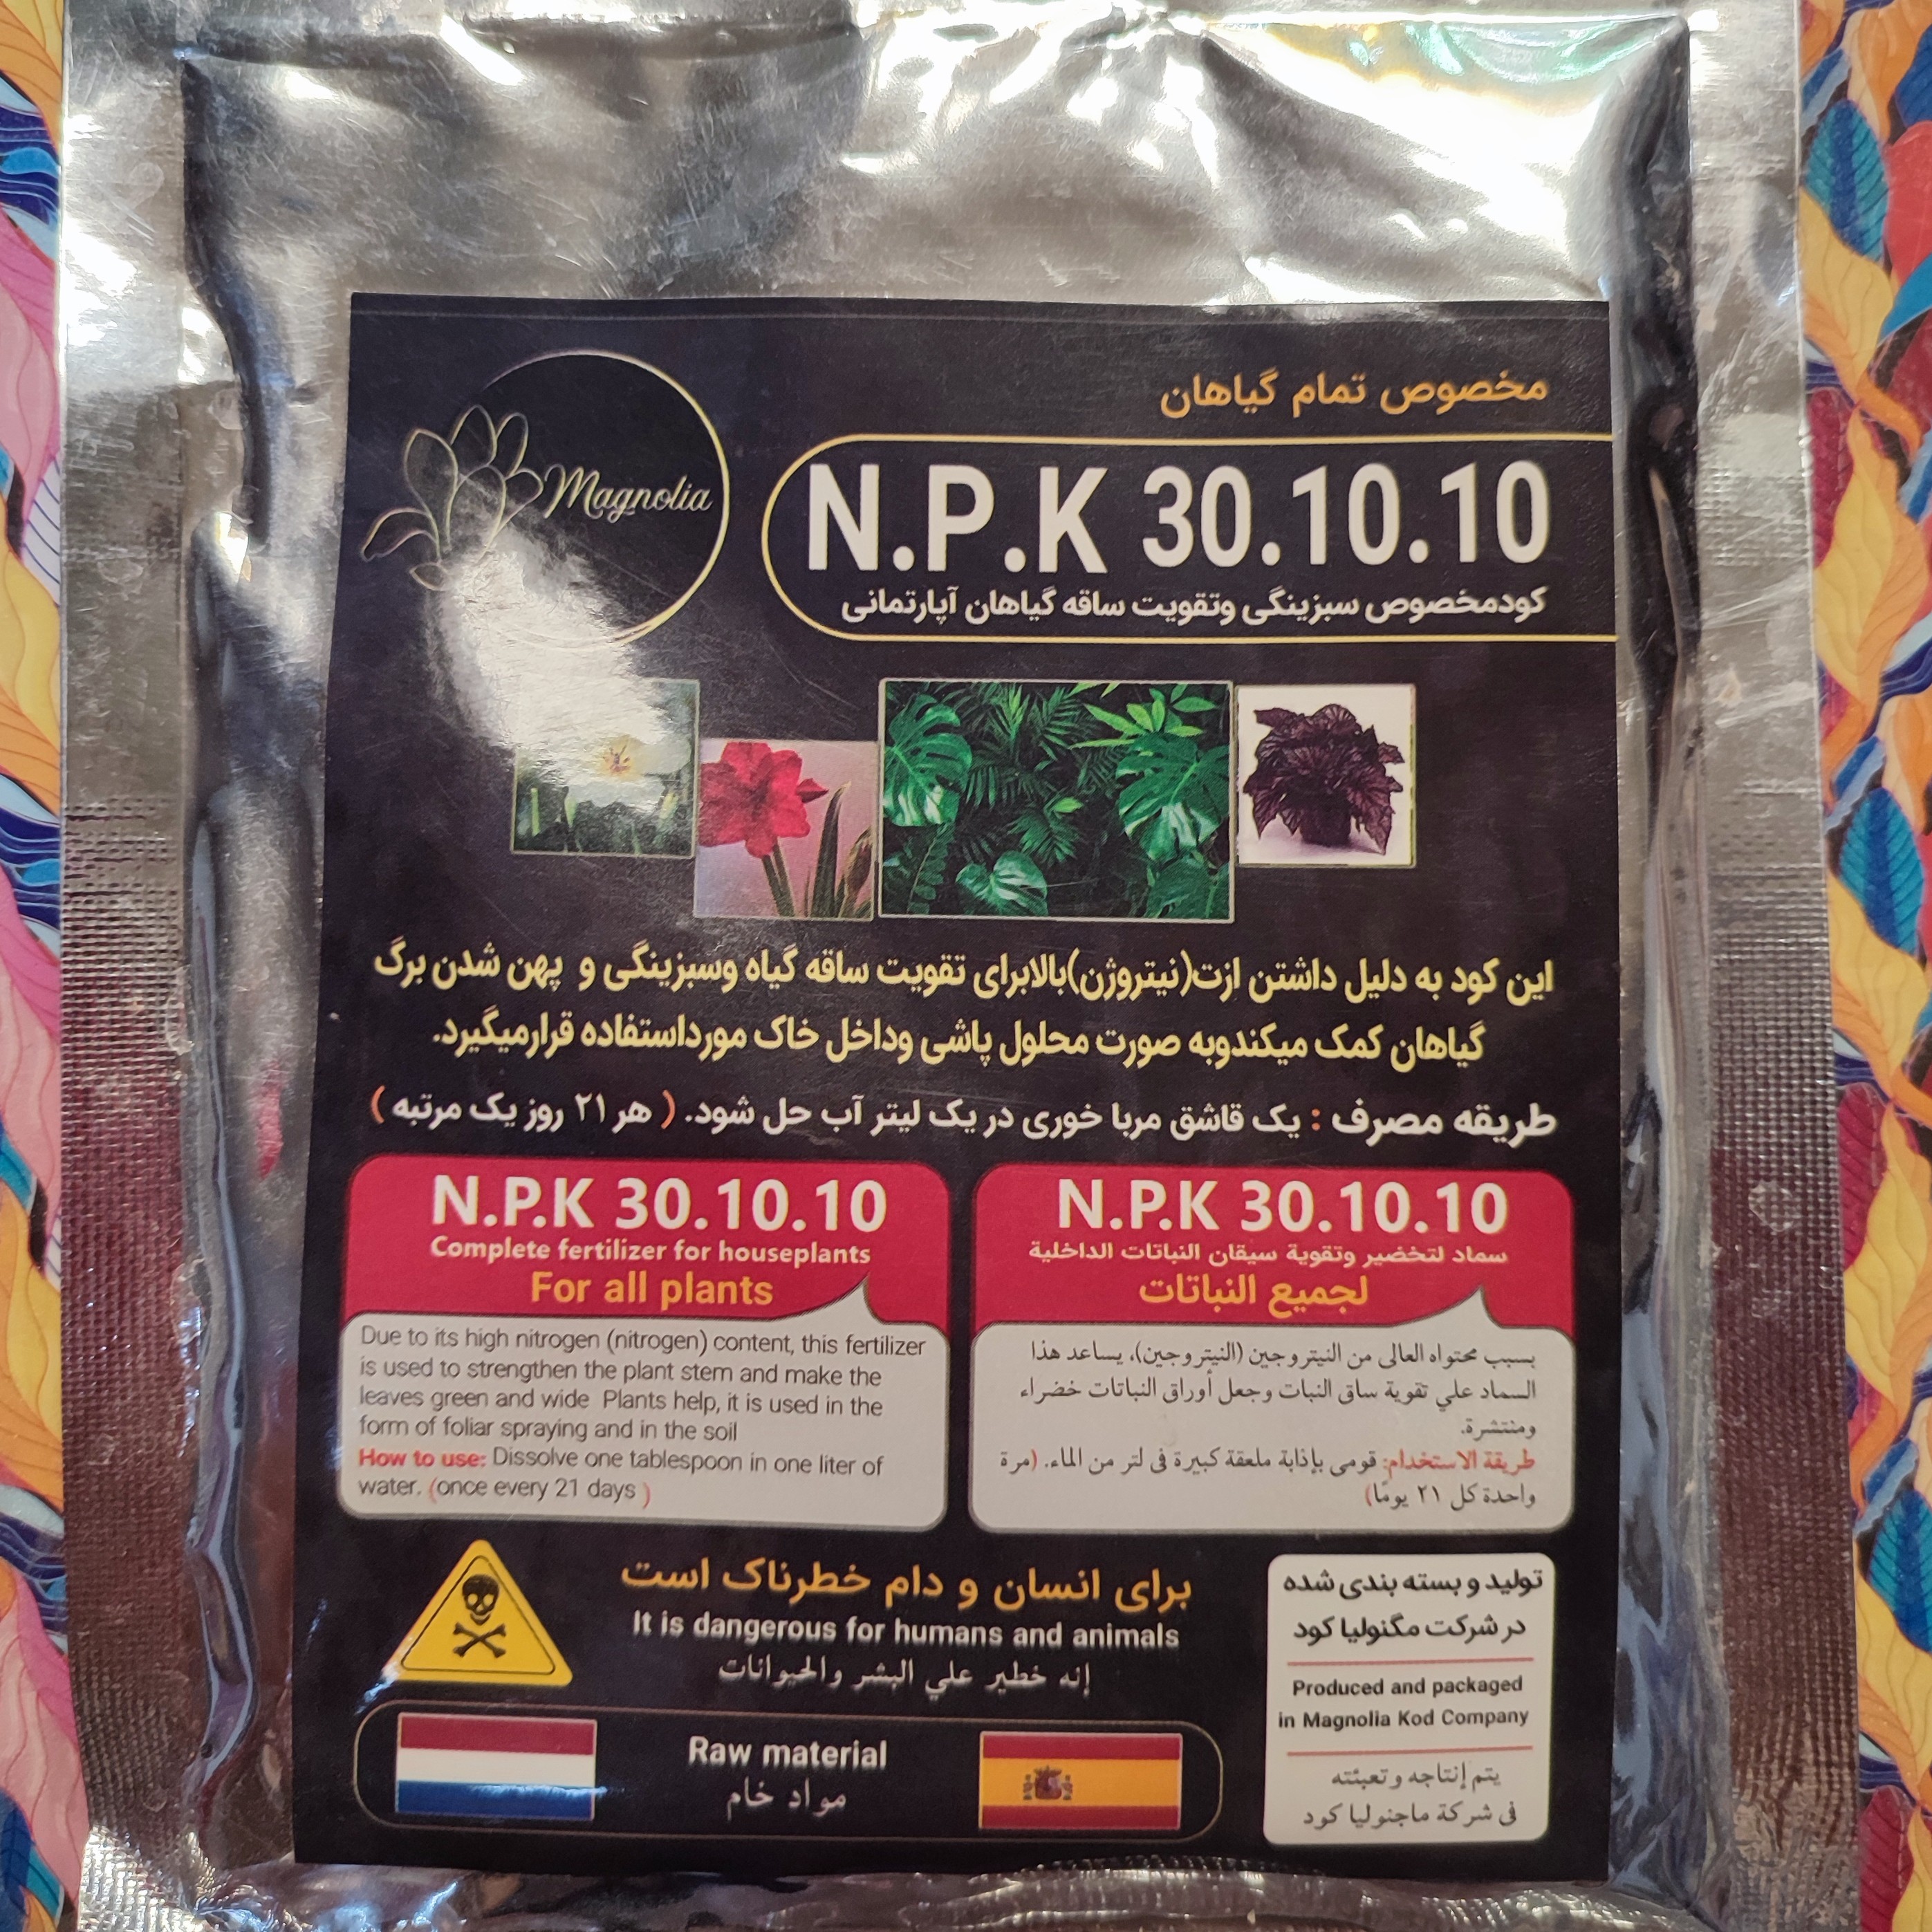 مخصوص تمام گیاهان
Magnolia
N.P.K 30.10.10
کودمخصوص سبزینگی وتقویت ساقه گیاهان آپارتمانی
این کود به دلیل داشتن ازت(نیتروژن)بالابرای تقویت ساقه گیاه وسبزینگی و پهن شدن برگ
گیاهان کمک میکندوبه صورت محلول پاشی وداخل خاک مورداستفاده قرارمیگیرد.
طریقه مصرف : یک قاشق مربا خوری در یک لیتر آب حل شود. ( هر ۲۱ روز یک مرتبه )
N.P.K 30.10.10
Complete fertilizer for houseplants
For all plants
Due to its high nitrogen (nitrogen) content, this fertilizer
is used to strengthen the plant stem and make the
leaves green and wide Plants help, it is used in the
form of foliar spraying and in the soil
How to use: Dissolve one tablespoon in one liter of
water. (once every 21 days )
N.P.K 30.10.10
سماد لتخضير وتقوية سيقان النباتات الداخلية
لجميع النباتات
بسبب محتواه العالى من النيتروجين (النيتروجين)، يساعد هذا
السماد علي تقوية ساق النبات وجعل أوراق النباتات خضراء
ومنتشرة.
طريقة الاستخدام: قومى بإذابة ملعقة كبيرة فى لتر من الماء. (مرة
واحدة كل ۲۱ يومًا)
برای انسان و دام خطرناک است
It is dangerous for humans and animals
إنه خطير علي البشر والحيوانات
Raw material
مواد خام
تولید و بسته بندی شده
در شرکت مگنولیا کود
Produced and packaged
in Magnolia Kod Company
يتم إنتاجه وتعبئته
فى شركة ماجنوليا كود